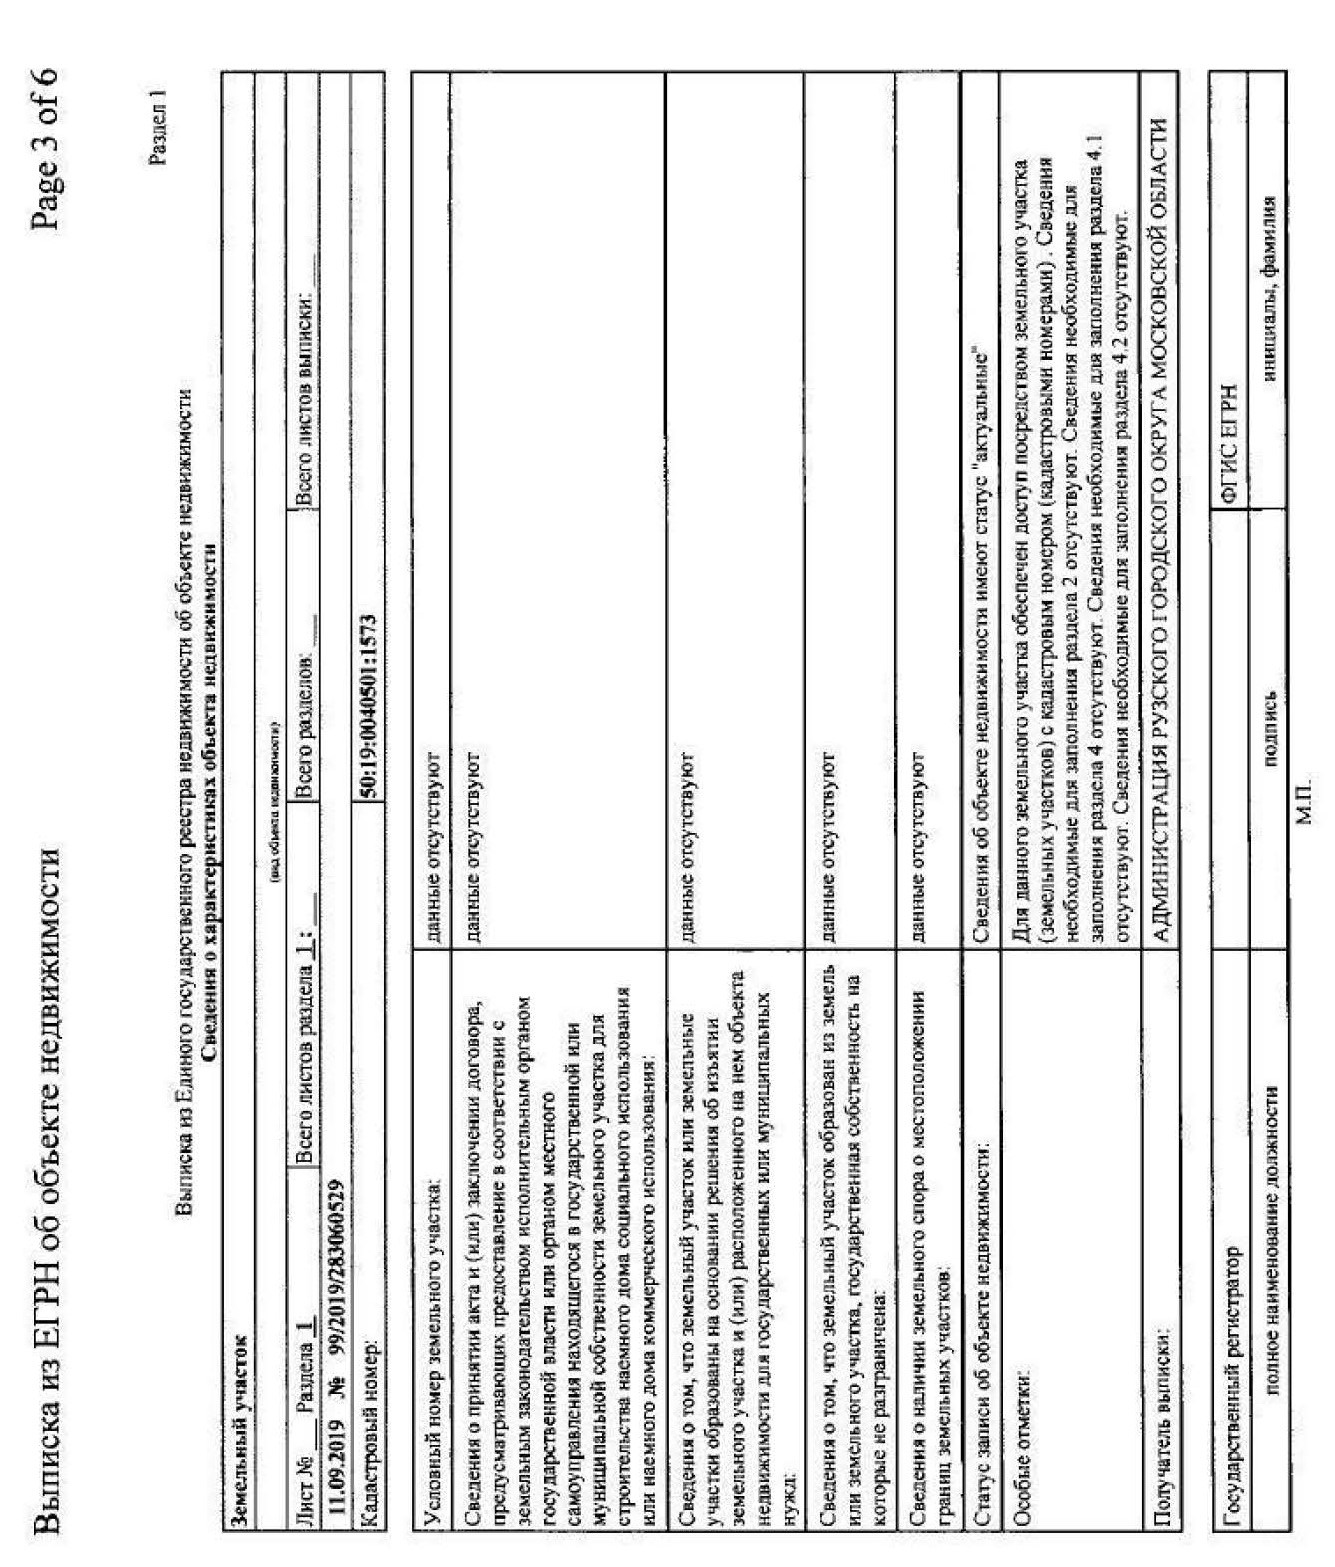 Выписка из ЕГРН об объекте недвижимости Page 3 of 6
Раздел 1
Выписка из Единого государственного реестра недвижимости об объекте недвижимости
Сведения о характеристиках объекта недвижимости
Земельный участок
(вид объекта недвижимости)
Лист № ___ Раздела 1 Всего листов раздела 1: ___ Всего разделов: ___ Всего листов выписки: ___
11.09.2019 № 99/2019/283060529
Кадастровый номер: 50:19:0040501:1573
Условный номер земельного участка: данные отсутствуют
Сведения о принятии акта и (или) заключении договора, данные отсутствуют
предусматривающих предоставление в соответствии с
земельным законодательством исполнительным органом
государственной власти или органом местного
самоуправления находящегося в государственной или
муниципальной собственности земельного участка для
строительства наемного дома социального использования
или наемного дома коммерческого использования:
Сведения о том, что земельный участок или земельные данные отсутствуют
участки образованы на основании решения об изъятии
земельного участка и (или) расположенного на нем объекта
недвижимости для государственных или муниципальных
нужд:
Сведения о том, что земельный участок образован из земель данные отсутствуют
или земельного участка, государственная собственность на
которые не разграничена:
Сведения о наличии земельного спора о местоположении данные отсутствуют
границ земельных участков:
Статус записи об объекте недвижимости: Сведения об объекте недвижимости имеют статус "актуальные"
Особые отметки: Для данного земельного участка обеспечен доступ посредством земельного участка
(земельных участков) с кадастровым номером (кадастровыми номерами) . Сведения
необходимые для заполнения раздела 2 отсутствуют. Сведения необходимые для
заполнения раздела 4 отсутствуют. Сведения необходимые для заполнения раздела 4.1
отсутствуют. Сведения необходимые для заполнения раздела 4.2 отсутствуют.
Получатель выписки: АДМИНИСТРАЦИЯ РУЗСКОГО ГОРОДСКОГО ОКРУГА МОСКОВСКОЙ ОБЛАСТИ
Государственный регистратор ФГИС ЕГРН
полное наименование должности подпись инициалы, фамилия
М.П.